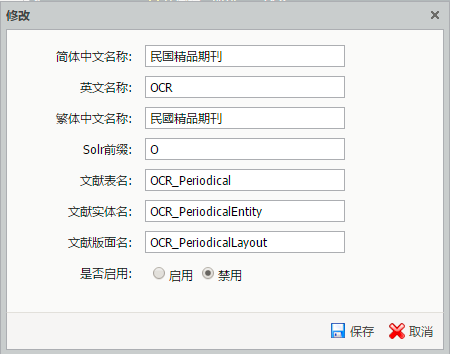 修改
简体中文名称: 民国精品期刊
英文名称: OCR
繁体中文名称: 民國精品期刊
Solr前缀: O
文献表名: OCR_Periodical
文献实体名: OCR_PeriodicalEntity
文献版面名: OCR_PeriodicalLayout
是否启用: 启用 禁用
保存 取消